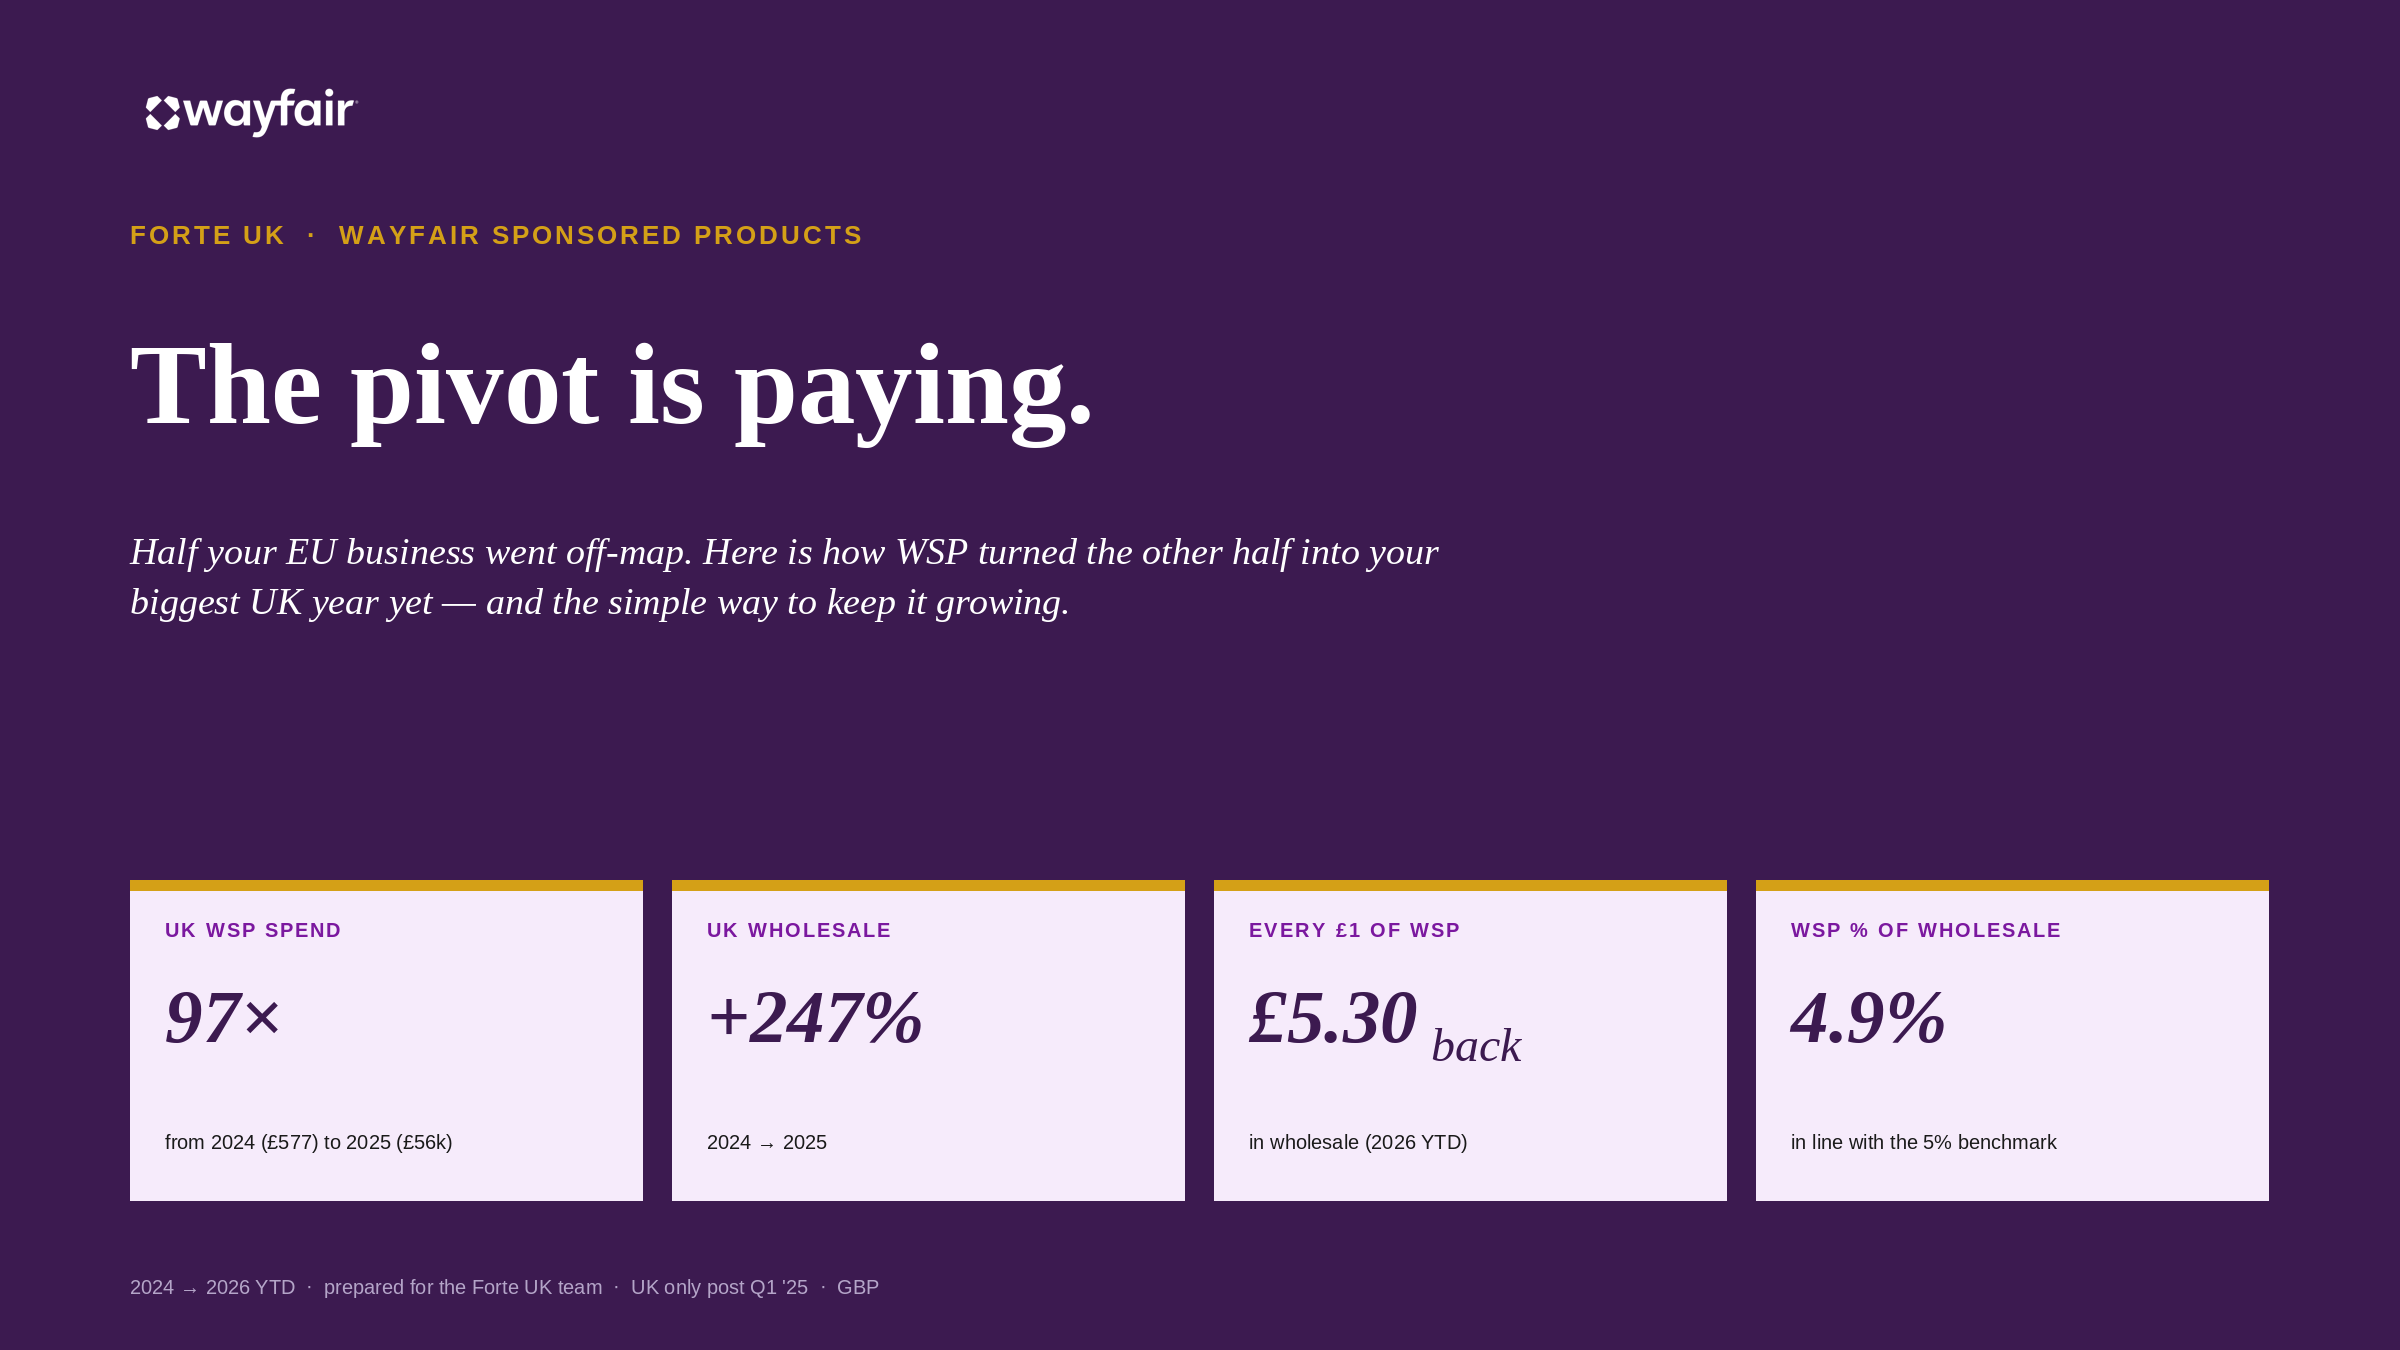 wayfair
FORTE UK · WAYFAIR SPONSORED PRODUCTS
The pivot is paying.
Half your EU business went off-map. Here is how WSP turned the other half into your
biggest UK year yet — and the simple way to keep it growing.
UK WSP SPEND
97×
from 2024 (£577) to 2025 (£56k)
UK WHOLESALE
+247%
2024 → 2025
EVERY £1 OF WSP
£5.30 back
in wholesale (2026 YTD)
WSP % OF WHOLESALE
4.9%
in line with the 5% benchmark
2024 → 2026 YTD · prepared for the Forte UK team · UK only post Q1 '25 · GBP